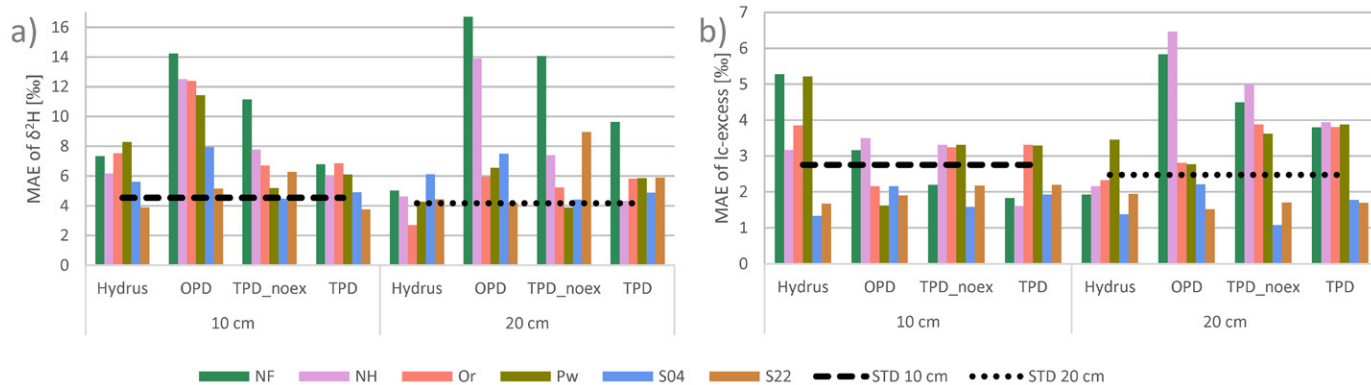 a)
MAE of δ²H [‰]
16
14
12
10
8
6
4
2
0
Hydrus OPD TPD_noex TPD Hydrus OPD TPD_noex TPD
10 cm 20 cm
b)
MAE of lc-excess [‰]
7
6
5
4
3
2
1
0
Hydrus OPD TPD_noex TPD Hydrus OPD TPD_noex TPD
10 cm 20 cm
NF NH Or Pw S04 S22 STD 10 cm STD 20 cm